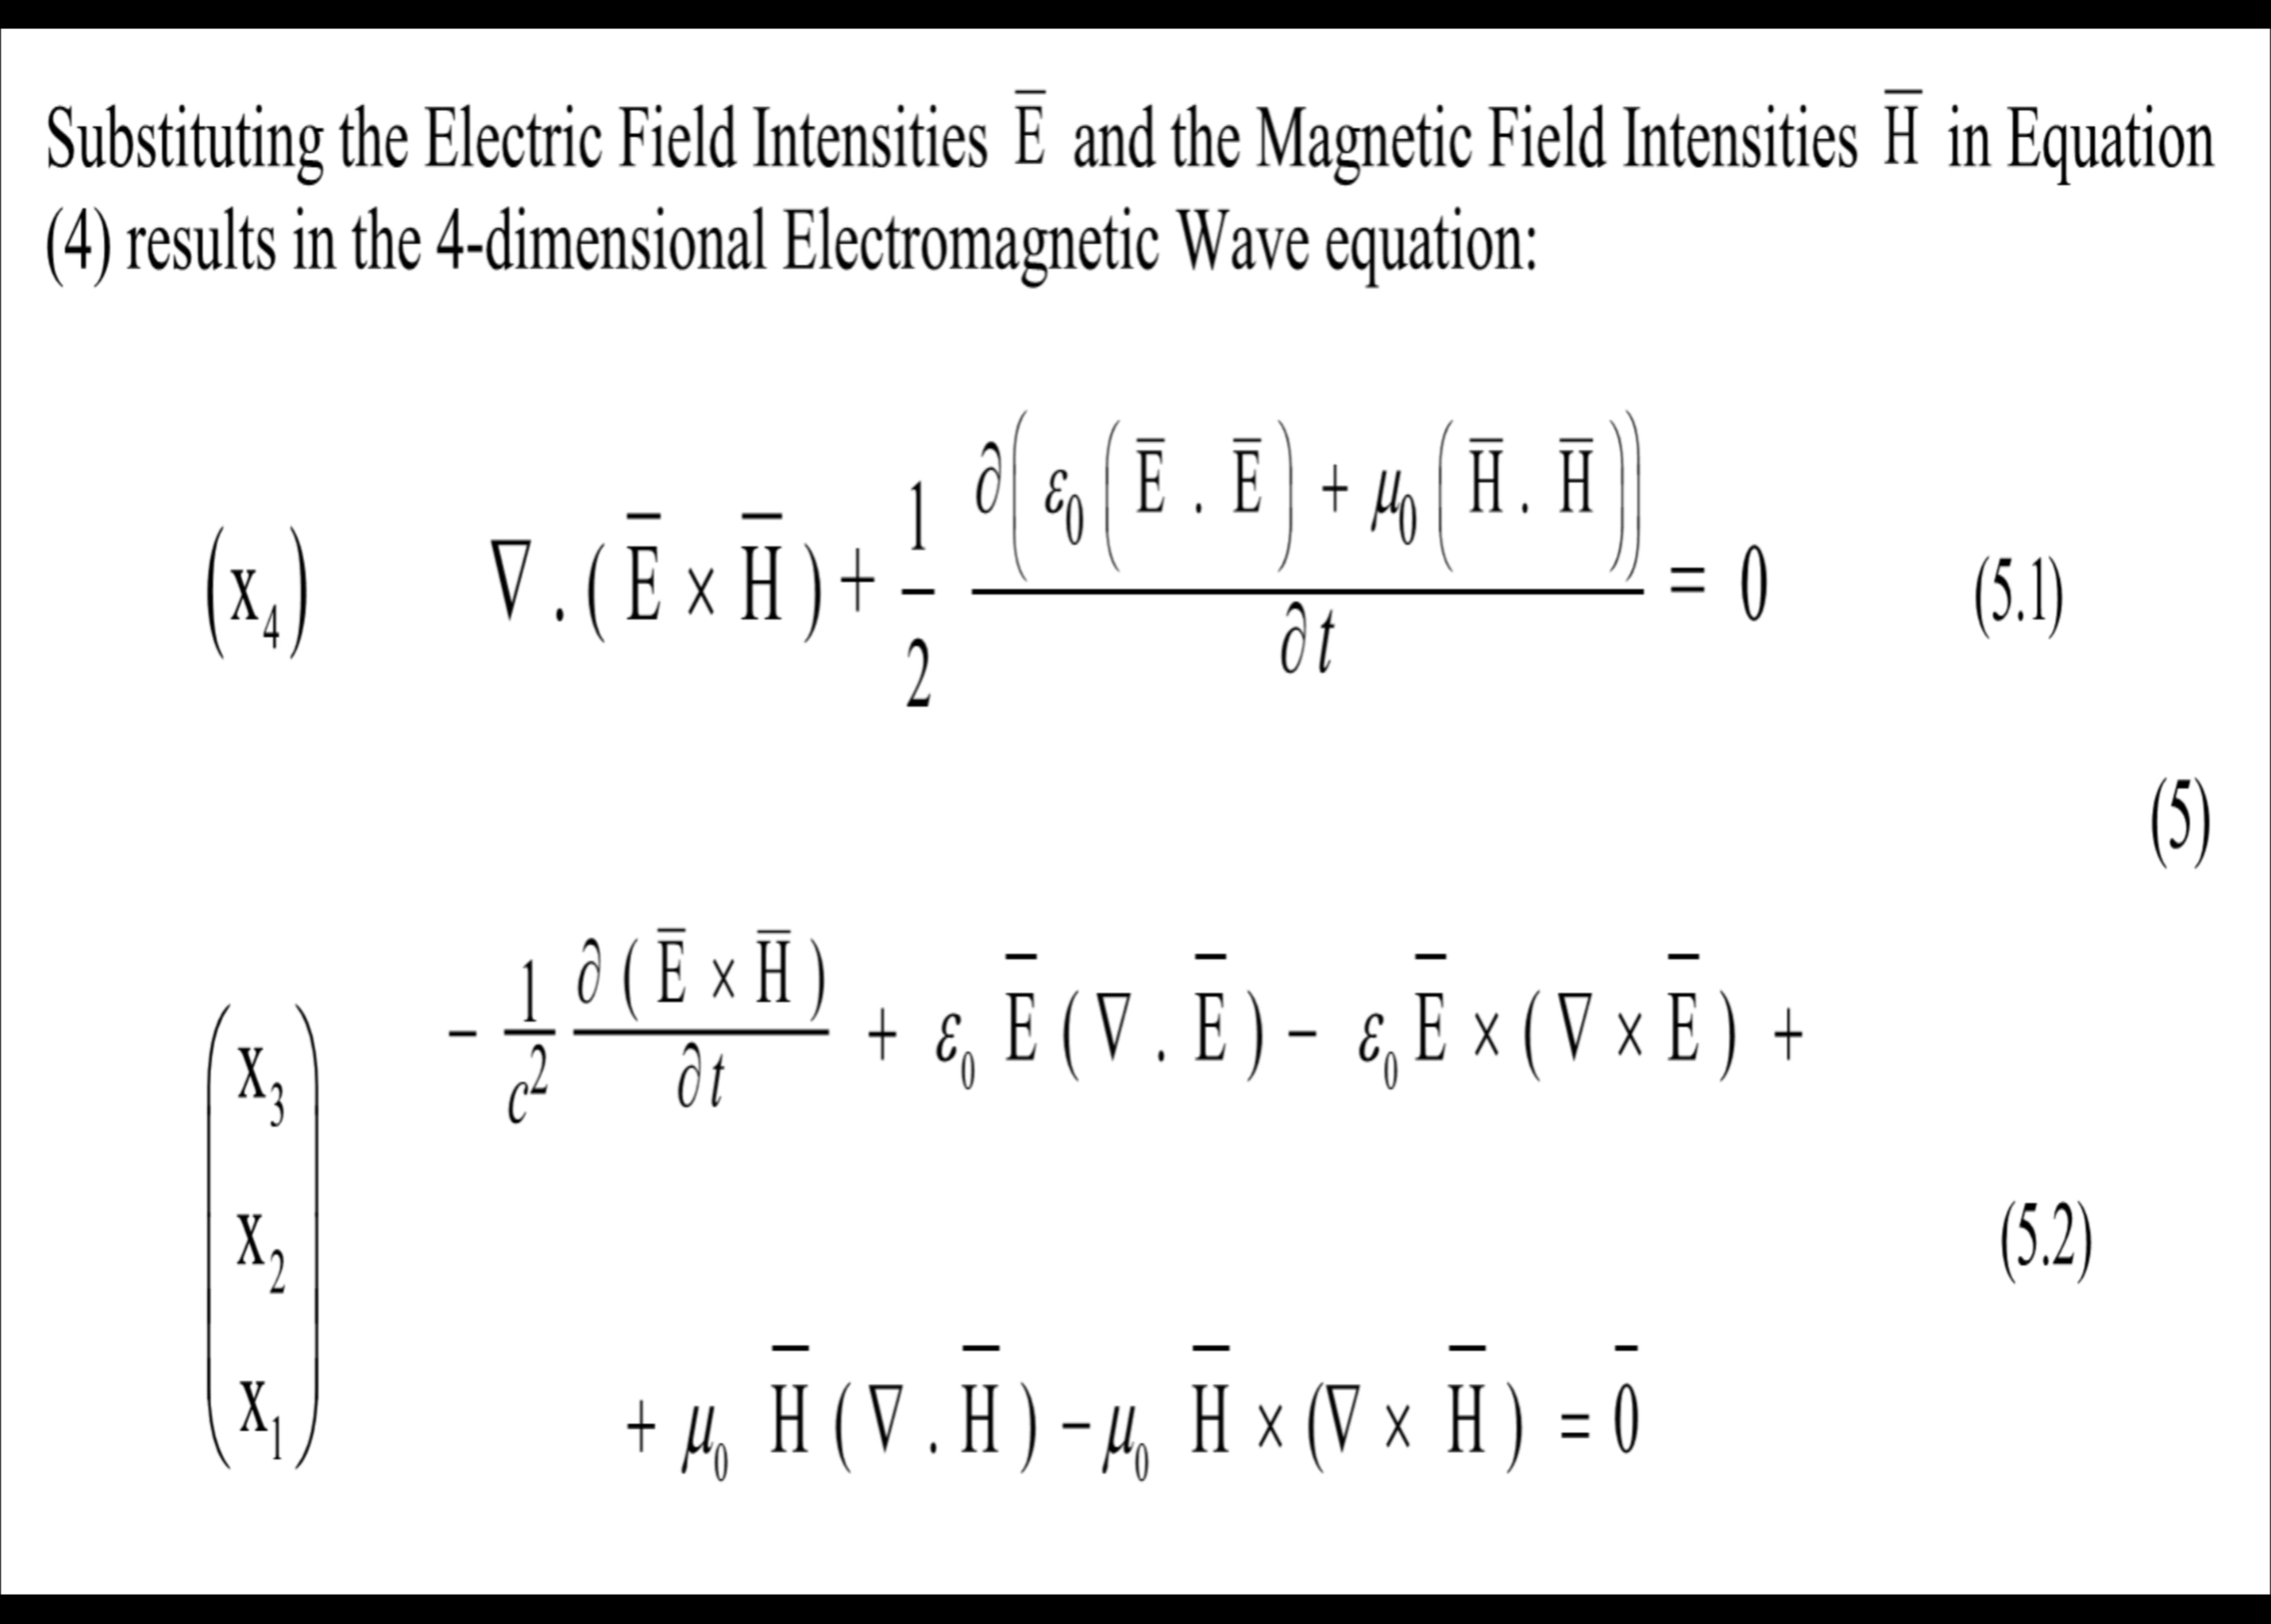 Substituting the Electric Field Intensities E̅ and the Magnetic Field Intensities H̅ in Equation
(4) results in the 4-dimensional Electromagnetic Wave equation:
(x₄) ∇ . ( E̅ × H̅ ) + 1/2 ∂( ε₀ ( E̅ . E̅ ) + μ₀ ( H̅ . H̅ )) / ∂t = 0 (5.1)
(5)
(x₃ x₂ x₁) − 1/c² ∂( E̅ × H̅ )/∂t + ε₀ E̅ ( ∇ . E̅ ) − ε₀ E̅ × ( ∇ × E̅ ) +
(5.2)
+ μ₀ H̅ ( ∇ . H̅ ) − μ₀ H̅ × (∇ × H̅ ) = 0̅